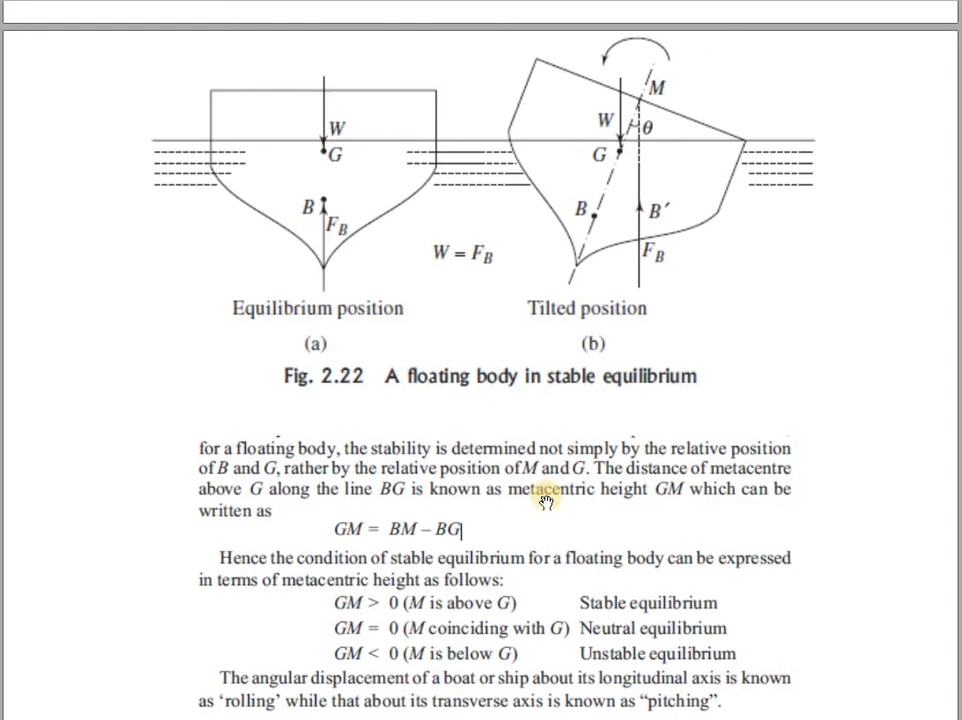 W
G
B
F_B
W = F_B
M
W
θ
G
B
B′
F_B
Equilibrium position
Tilted position
(a)
(b)
Fig. 2.22 A floating body in stable equilibrium
for a floating body, the stability is determined not simply by the relative position
of B and G, rather by the relative position of M and G. The distance of metacentre
above G along the line BG is known as metacentric height GM which can be
written as
GM = BM – BG
Hence the condition of stable equilibrium for a floating body can be expressed
in terms of metacentric height as follows:
GM > 0 (M is above G) Stable equilibrium
GM = 0 (M coinciding with G) Neutral equilibrium
GM < 0 (M is below G) Unstable equilibrium
The angular displacement of a boat or ship about its longitudinal axis is known
as ‘rolling’ while that about its transverse axis is known as “pitching”.